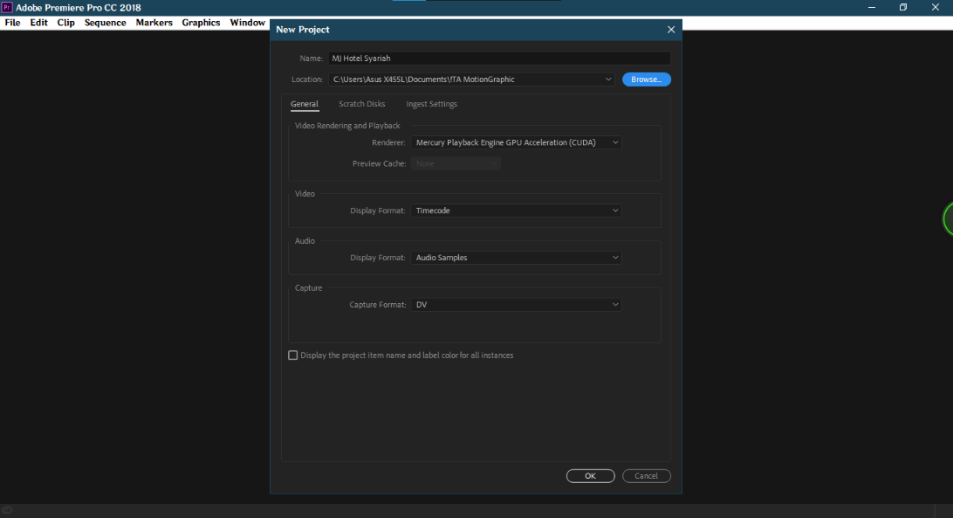 Adobe Premiere Pro CC 2018
File Edit Clip Sequence Markers Graphics Window
New Project
Name: MJ Hotel Syariah
Location: C:\Users\Asus X455L\Documents\ITA MotionGraphic Browse...
General Scratch Disks Ingest Settings
Video Rendering and Playback
Renderer: Mercury Playback Engine GPU Acceleration (CUDA)
Preview Cache: None
Video
Display Format: Timecode
Audio
Display Format: Audio Samples
Capture
Capture Format: DV
Display the project item name and label color for all instances
OK Cancel